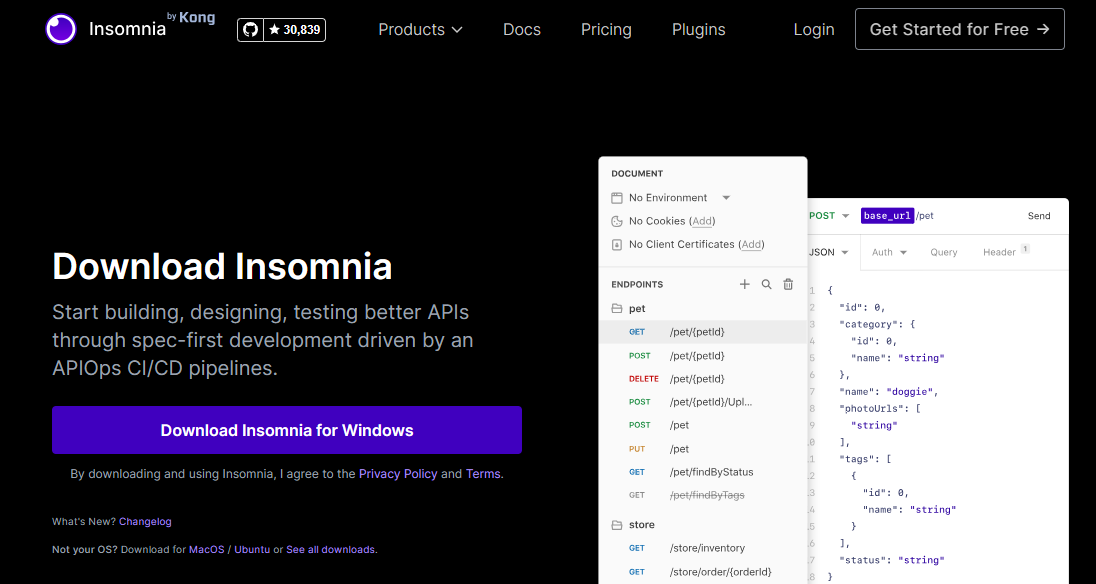 Insomnia by Kong
30,839
Products
Docs
Pricing
Plugins
Login
Get Started for Free →
Download Insomnia
Start building, designing, testing better APIs
through spec-first development driven by an
APIOps CI/CD pipelines.
Download Insomnia for Windows
By downloading and using Insomnia, I agree to the Privacy Policy and Terms.
What's New? Changelog
Not your OS? Download for MacOS / Ubuntu or See all downloads.
DOCUMENT
No Environment
No Cookies (Add)
No Client Certificates (Add)
ENDPOINTS
pet
GET /pet/{petId}
POST /pet/{petId}
DELETE /pet/{petId}
POST /pet/{petId}/Upl...
POST /pet
PUT /pet
GET /pet/findByStatus
GET /pet/findByTags
store
GET /store/inventory
GET /store/order/{orderId}
POST base_url/pet Send
JSON Auth Query Header 1
1 {
2 "id": 0,
3 "category": {
4 "id": 0,
5 "name": "string"
6 },
7 "name": "doggie",
8 "photoUrls": [
9 "string"
0 ],
1 "tags": [
2 {
3 "id": 0,
4 "name": "string"
5 }
6 ],
7 "status": "string"
8 }